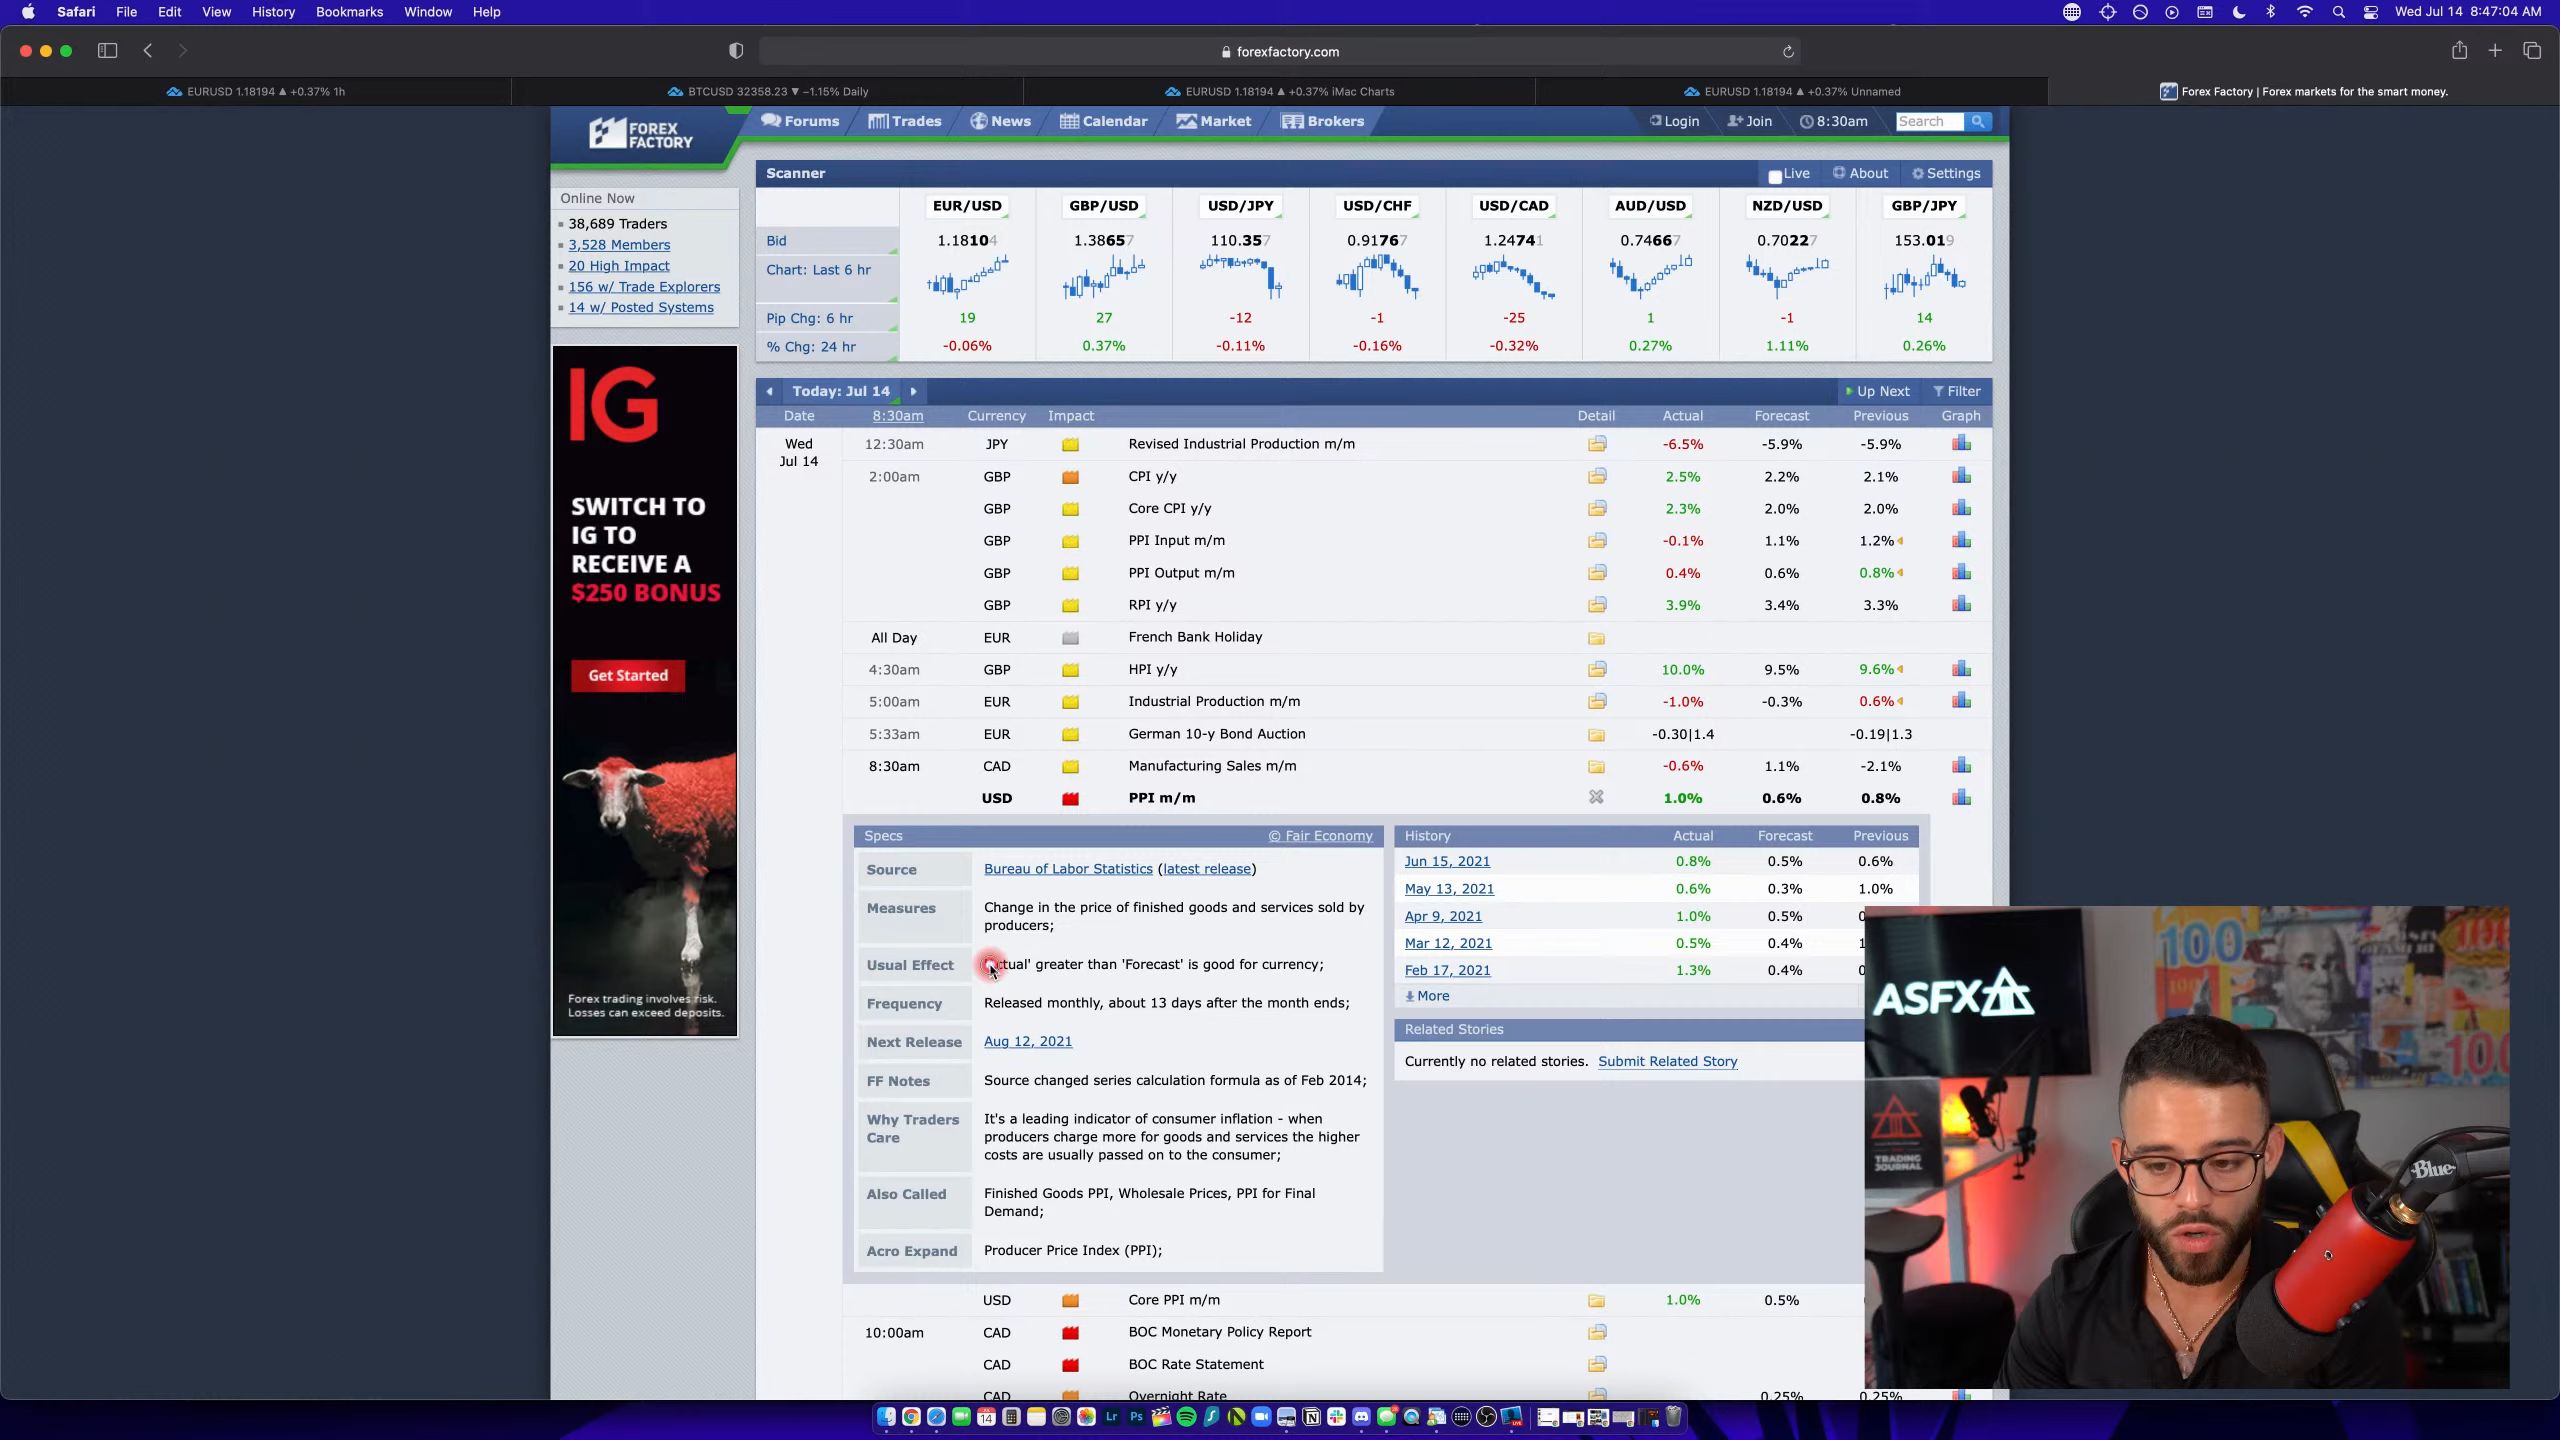 Safari File Edit View History Bookmarks Window Help
Wed Jul 14 8:47:04 AM
forexfactory.com
EURUSD 1.18194 ▲ +0.37% 1h
BTCUSD 32358.23 ▼ −1.15% Daily
EURUSD 1.18194 ▲ +0.37% iMac Charts
EURUSD 1.18194 ▲ +0.37% Unnamed
Forex Factory | Forex markets for the smart money.
FOREX
FACTORY
Forums Trades News Calendar Market Brokers
Login Join 8:30am Search
Online Now
38,689 Traders
3,528 Members
20 High Impact
156 w/ Trade Explorers
14 w/ Posted Systems
IG
SWITCH TO
IG TO
RECEIVE A
$250 BONUS
Get Started
Forex trading involves risk.
Losses can exceed deposits.
Scanner Live About Settings
EUR/USD GBP/USD USD/JPY USD/CHF USD/CAD AUD/USD NZD/USD GBP/JPY
Bid 1.18104 1.38657 110.357 0.91767 1.24741 0.74667 0.70227 153.019
Chart: Last 6 hr
Pip Chg: 6 hr 19 27 -12 -1 -25 1 -1 14
% Chg: 24 hr -0.06% 0.37% -0.11% -0.16% -0.32% 0.27% 1.11% 0.26%
Today: Jul 14 Up Next Filter
Date 8:30am Currency Impact Detail Actual Forecast Previous Graph
Wed
Jul 14
12:30am JPY Revised Industrial Production m/m -6.5% -5.9% -5.9%
2:00am GBP CPI y/y 2.5% 2.2% 2.1%
GBP Core CPI y/y 2.3% 2.0% 2.0%
GBP PPI Input m/m -0.1% 1.1% 1.2%
GBP PPI Output m/m 0.4% 0.6% 0.8%
GBP RPI y/y 3.9% 3.4% 3.3%
All Day EUR French Bank Holiday
4:30am GBP HPI y/y 10.0% 9.5% 9.6%
5:00am EUR Industrial Production m/m -1.0% -0.3% 0.6%
5:33am EUR German 10-y Bond Auction -0.30|1.4 -0.19|1.3
8:30am CAD Manufacturing Sales m/m -0.6% 1.1% -2.1%
USD PPI m/m 1.0% 0.6% 0.8%
Specs © Fair Economy
Source Bureau of Labor Statistics (latest release)
Measures Change in the price of finished goods and services sold by
producers;
Usual Effect tual' greater than 'Forecast' is good for currency;
Frequency Released monthly, about 13 days after the month ends;
Next Release Aug 12, 2021
FF Notes Source changed series calculation formula as of Feb 2014;
Why Traders
Care
It's a leading indicator of consumer inflation - when
producers charge more for goods and services the higher
costs are usually passed on to the consumer;
Also Called Finished Goods PPI, Wholesale Prices, PPI for Final
Demand;
Acro Expand Producer Price Index (PPI);
History Actual Forecast Previous
Jun 15, 2021 0.8% 0.5% 0.6%
May 13, 2021 0.6% 0.3% 1.0%
Apr 9, 2021 1.0% 0.5%
Mar 12, 2021 0.5% 0.4%
Feb 17, 2021 1.3% 0.4%
More
Related Stories
Currently no related stories. Submit Related Story
USD Core PPI m/m 1.0% 0.5%
10:00am CAD BOC Monetary Policy Report
CAD BOC Rate Statement
CAD Overnight Rate 0.25% 0.25%
ASFX
100
100
TRADING
JOURNAL
Blue
14
Lr Ps